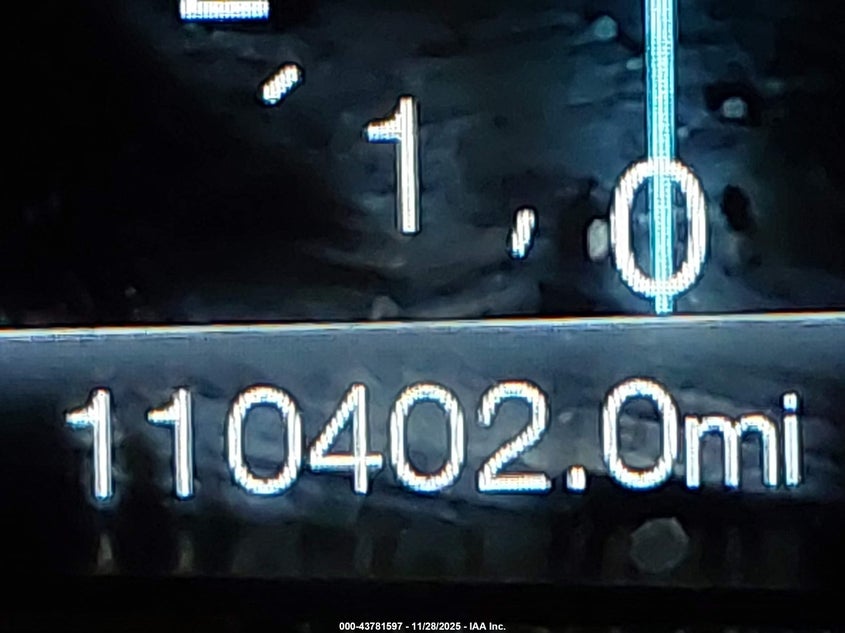 1
0
110402.0mi
000-43781597 - 11/28/2025 - IAA Inc.